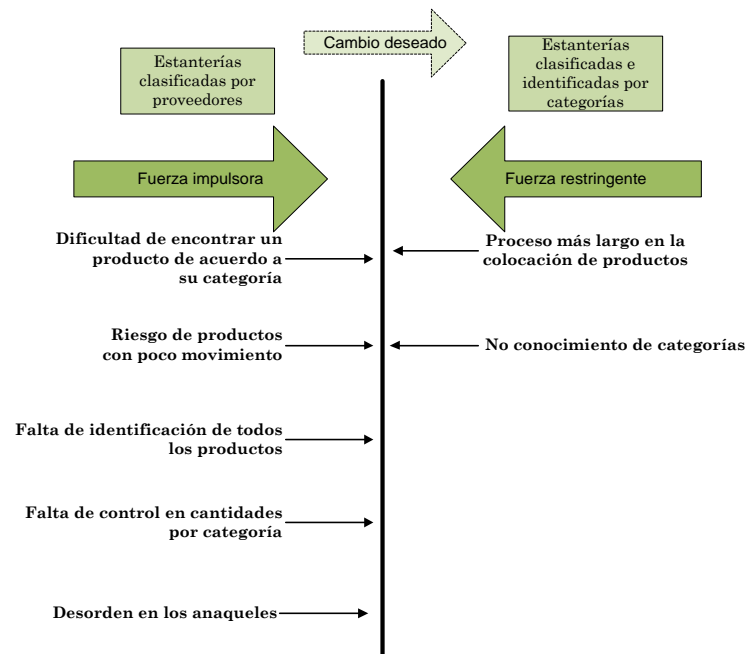 Cambio deseado
Estanterías
clasificadas por
proveedores
Estanterías
clasificadas e
identificadas por
categorías
Fuerza impulsora
Fuerza restringente
Dificultad de encontrar un
producto de acuerdo a
su categoría
Proceso más largo en la
colocación de productos
Riesgo de productos
con poco movimiento
No conocimiento de categorías
Falta de identificación de todos
los productos
Falta de control en cantidades
por categoría
Desorden en los anaqueles